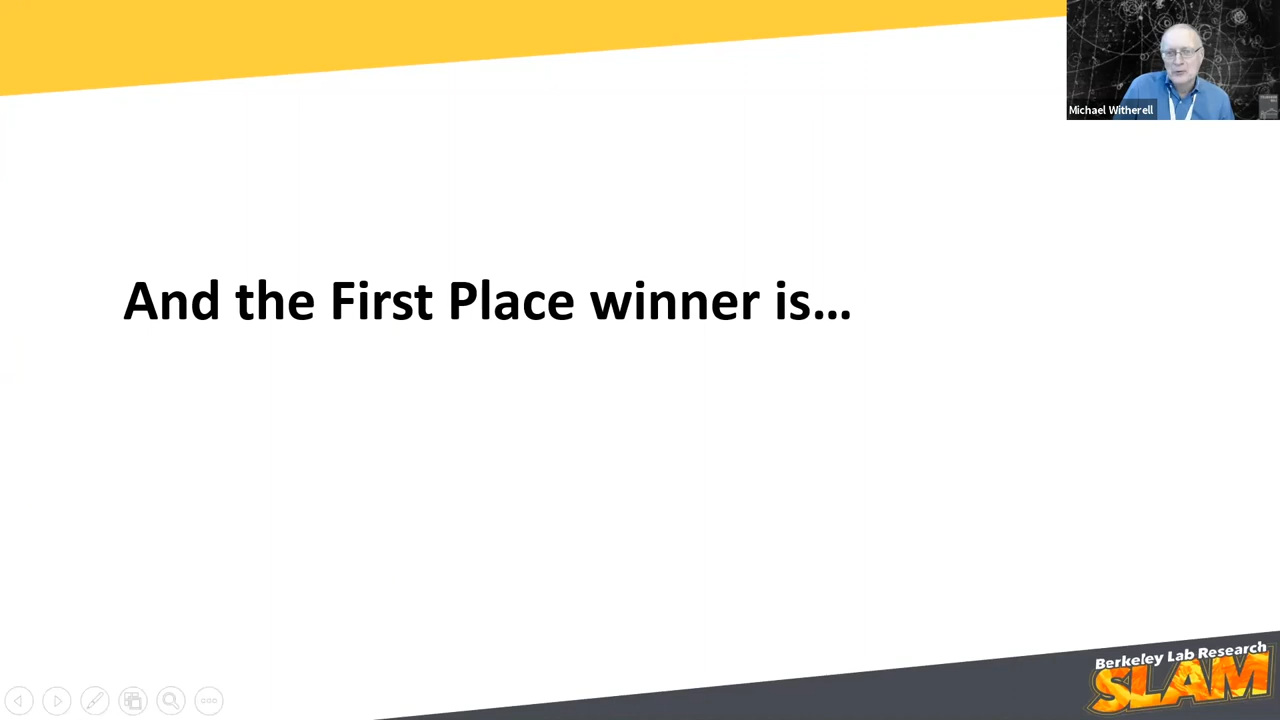 Michael Witherell
And the First Place winner is...
Berkeley Lab Research
SLAM